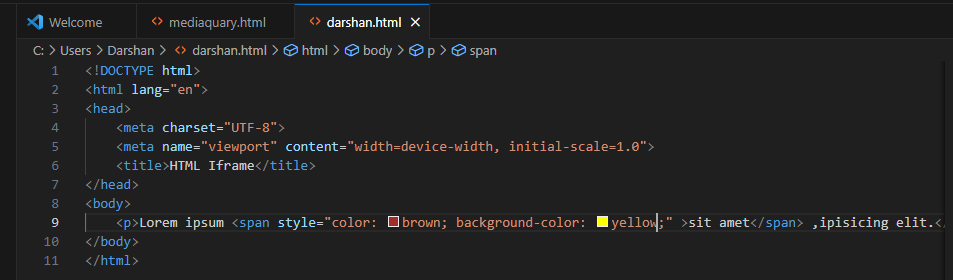 Welcome mediaquary.html darshan.html
C: > Users > Darshan > darshan.html > html > body > p > span
1 <!DOCTYPE html>
2 <html lang="en">
3 <head>
4 <meta charset="UTF-8">
5 <meta name="viewport" content="width=device-width, initial-scale=1.0">
6 <title>HTML Iframe</title>
7 </head>
8 <body>
9 <p>Lorem ipsum <span style="color: brown; background-color: yellow;" >sit amet</span> ,ipisicing elit.</
10 </body>
11 </html>